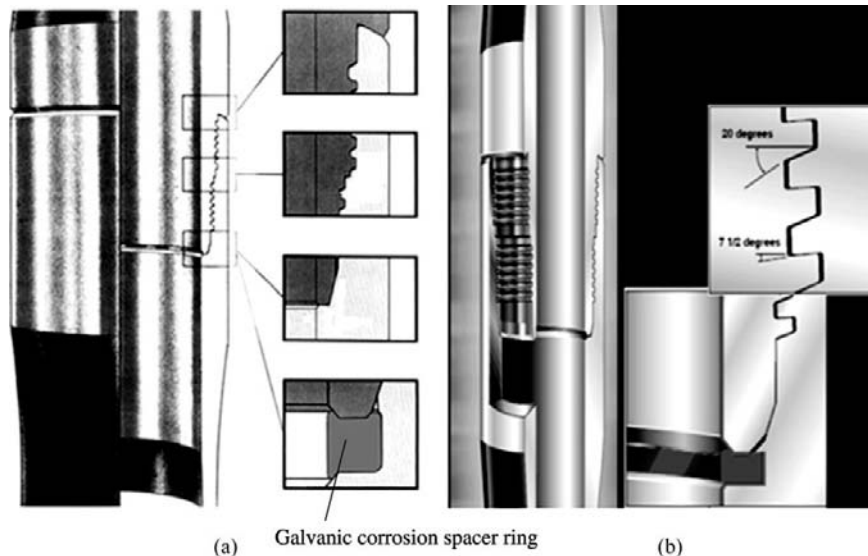 20 degrees
7 1/2 degrees
Galvanic corrosion spacer ring
(a)
(b)